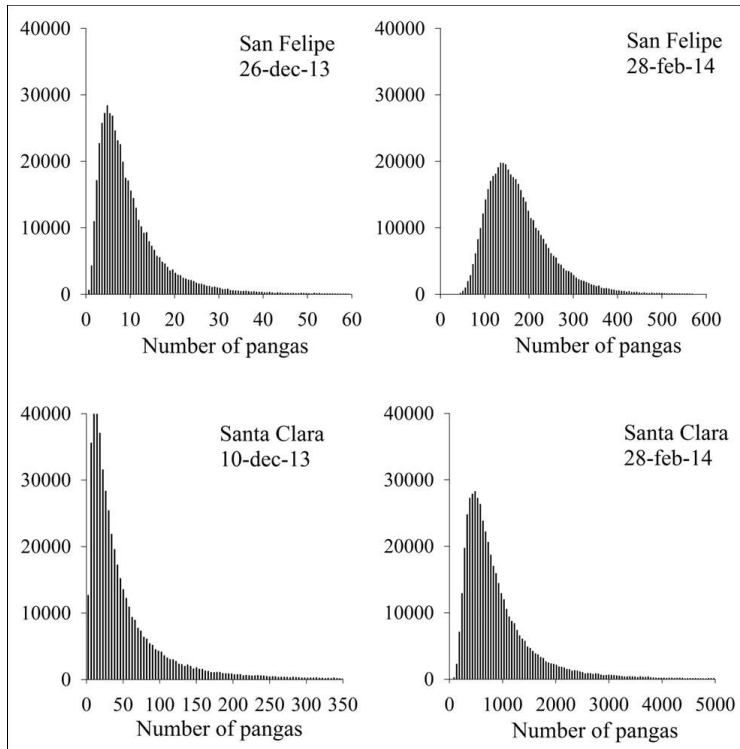 San Felipe
26-dec-13
40000
30000
20000
10000
0
0 10 20 30 40 50 60
Number of pangas
San Felipe
28-feb-14
40000
30000
20000
10000
0
0 100 200 300 400 500 600
Number of pangas
Santa Clara
10-dec-13
40000
30000
20000
10000
0
0 50 100 150 200 250 300 350
Number of pangas
Santa Clara
28-feb-14
40000
30000
20000
10000
0
0 1000 2000 3000 4000 5000
Number of pangas